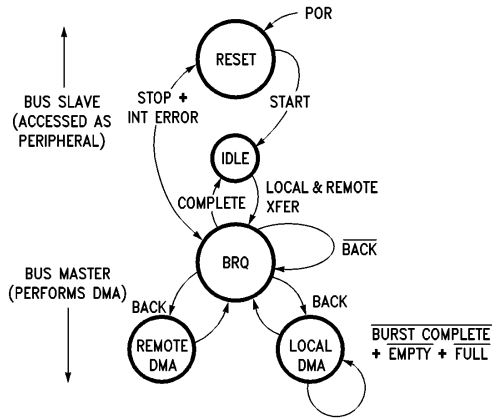 POR
RESET
BUS SLAVE
(ACCESSED AS
PERIPHERAL)
STOP +
INT ERROR
START
IDLE
COMPLETE
LOCAL & REMOTE
XFER
BRQ
BACK
BUS MASTER
(PERFORMS DMA)
BACK
BACK
REMOTE
DMA
LOCAL
DMA
BURST COMPLETE
+ EMPTY + FULL